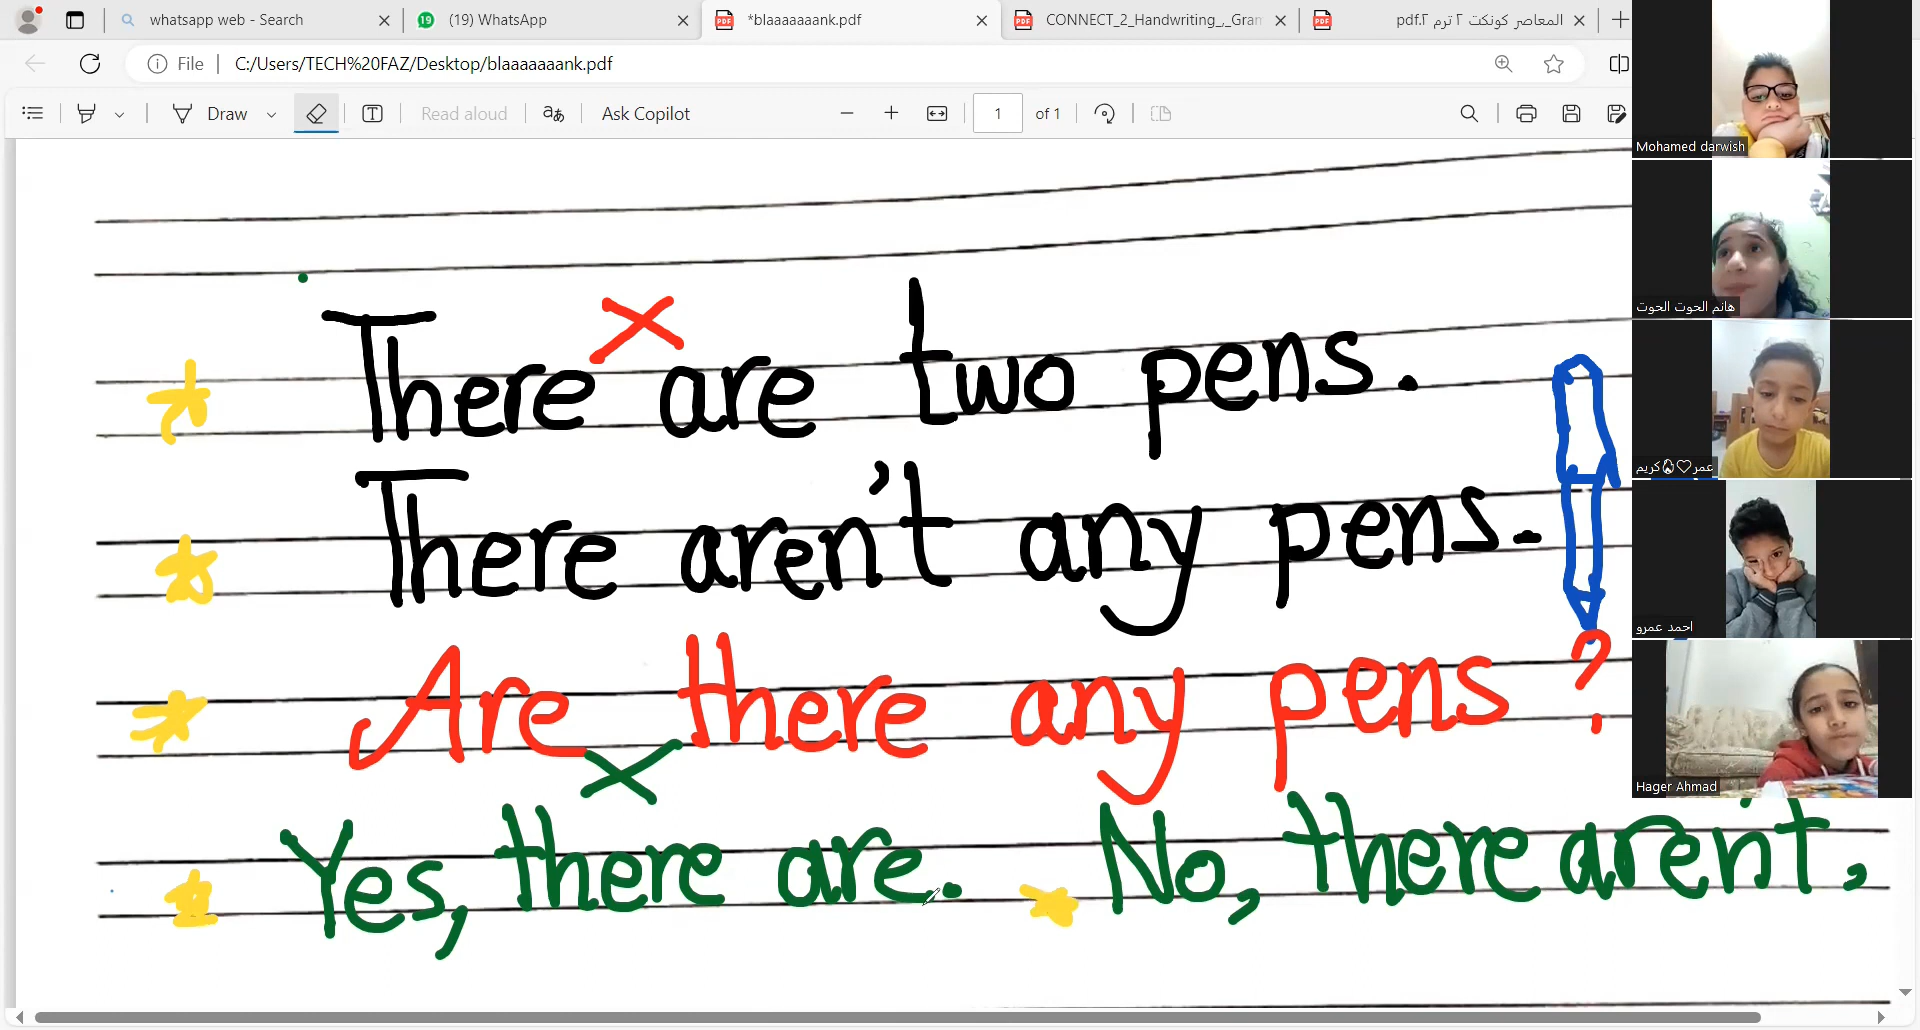 whatsapp web - Search
(19) WhatsApp
*blaaaaaaank.pdf
CONNECT_2_Handwriting_,_Gran
المعاصر كونكت ٢ ترم ٢.pdf
File C:/Users/TECH%20FAZ/Desktop/blaaaaaaank.pdf
Draw Read aloud Ask Copilot 1 of 1
There are two pens.
There aren't any pens.
Are there any pens?
Yes, there are. No, there aren't.
Mohamed darwish
هانم الحوت الحوت
عمر كريم
احمد عمرو
Hager Ahmad